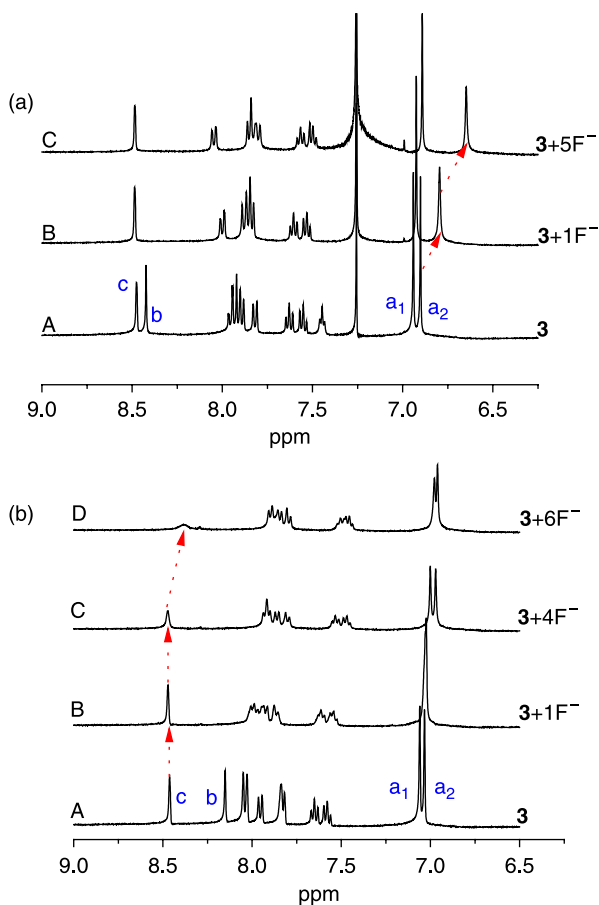 (a)
C
3+5F⁻
B
3+1F⁻
c
b
a₁
a₂
A
3
9.0 8.5 8.0 7.5 7.0 6.5
ppm
(b)
D
3+6F⁻
C
3+4F⁻
B
3+1F⁻
c
b
a₁
a₂
A
3
9.0 8.5 8.0 7.5 7.0 6.5
ppm